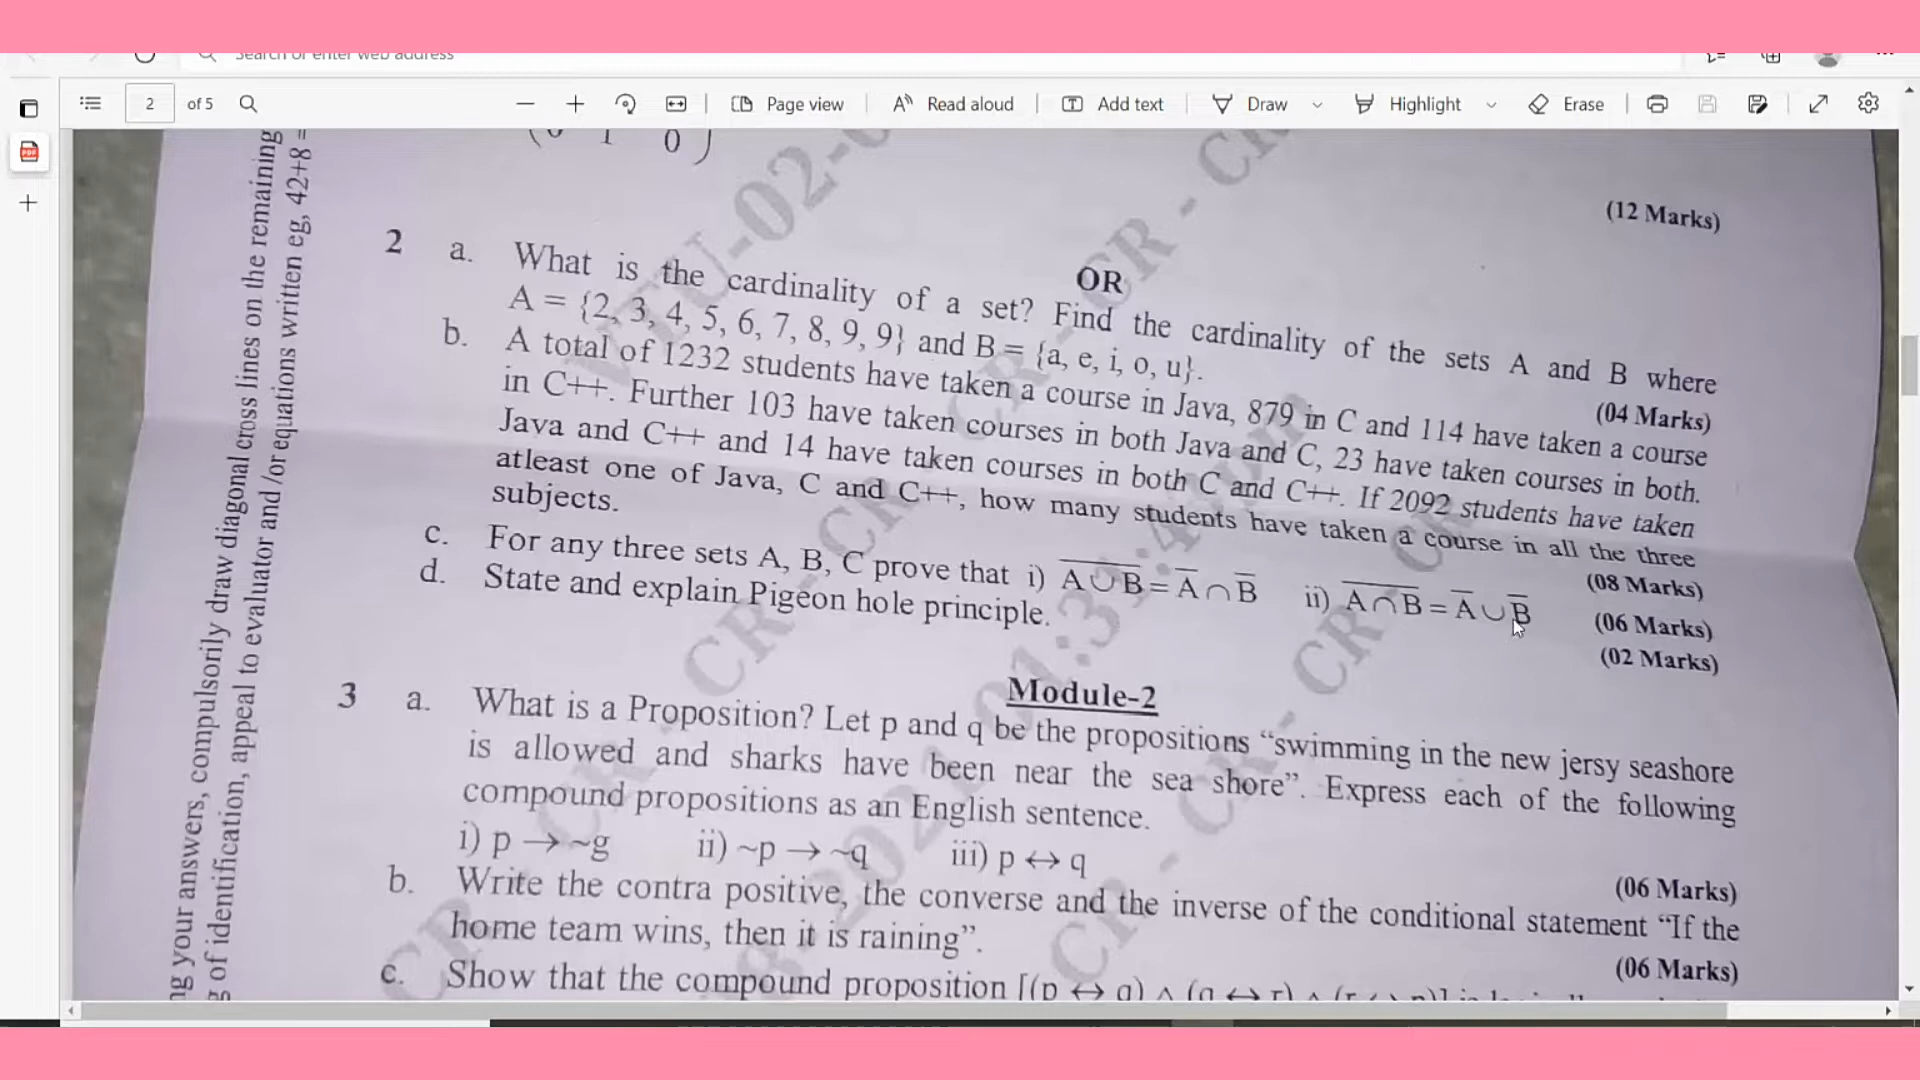 Search or enter web address
2 of 5
Page view
Read aloud
Add text
Draw
Highlight
Erase
1 0
(12 Marks)
OR
2 a. What is the cardinality of a set? Find the cardinality of the sets A and B where
A = {2, 3, 4, 5, 6, 7, 8, 9, 9} and B = {a, e, i, o, u}.
(04 Marks)
b. A total of 1232 students have taken a course in Java, 879 in C and 114 have taken a course
in C++. Further 103 have taken courses in both Java and C, 23 have taken courses in both.
Java and C++ and 14 have taken courses in both C and C++. If 2092 students have taken
atleast one of Java, C and C++, how many students have taken a course in all the three
subjects.
(08 Marks)
c. For any three sets A, B, C prove that i) \overline{A∪B} = A̅ ∩ B̅ ii) \overline{A∩B} = A̅ ∪ B̅
(06 Marks)
d. State and explain Pigeon hole principle.
(02 Marks)
Module-2
3 a. What is a Proposition? Let p and q be the propositions “swimming in the new jersy seashore
is allowed and sharks have been near the sea shore”. Express each of the following
compound propositions as an English sentence.
i) p → ~g ii) ~p → ~q iii) p ↔ q
(06 Marks)
b. Write the contra positive, the converse and the inverse of the conditional statement “If the
home team wins, then it is raining”.
(06 Marks)
c. Show that the compound proposition [(p ↔ q) ∧ (q ↔ r) ∧ (r ↔ p)]
ng your answers, compulsorily draw diagonal cross lines on the remaining
g of identification, appeal to evaluator and /or equations written eg, 42+8 =